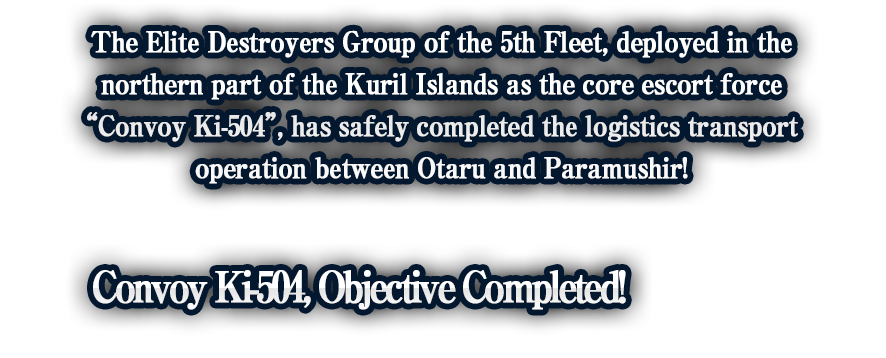 The Elite Destroyers Group of the 5th Fleet, deployed in the
northern part of the Kuril Islands as the core escort force
“Convoy Ki-504”, has safely completed the logistics transport
operation between Otaru and Paramushir!
Convoy Ki-504, Objective Completed!